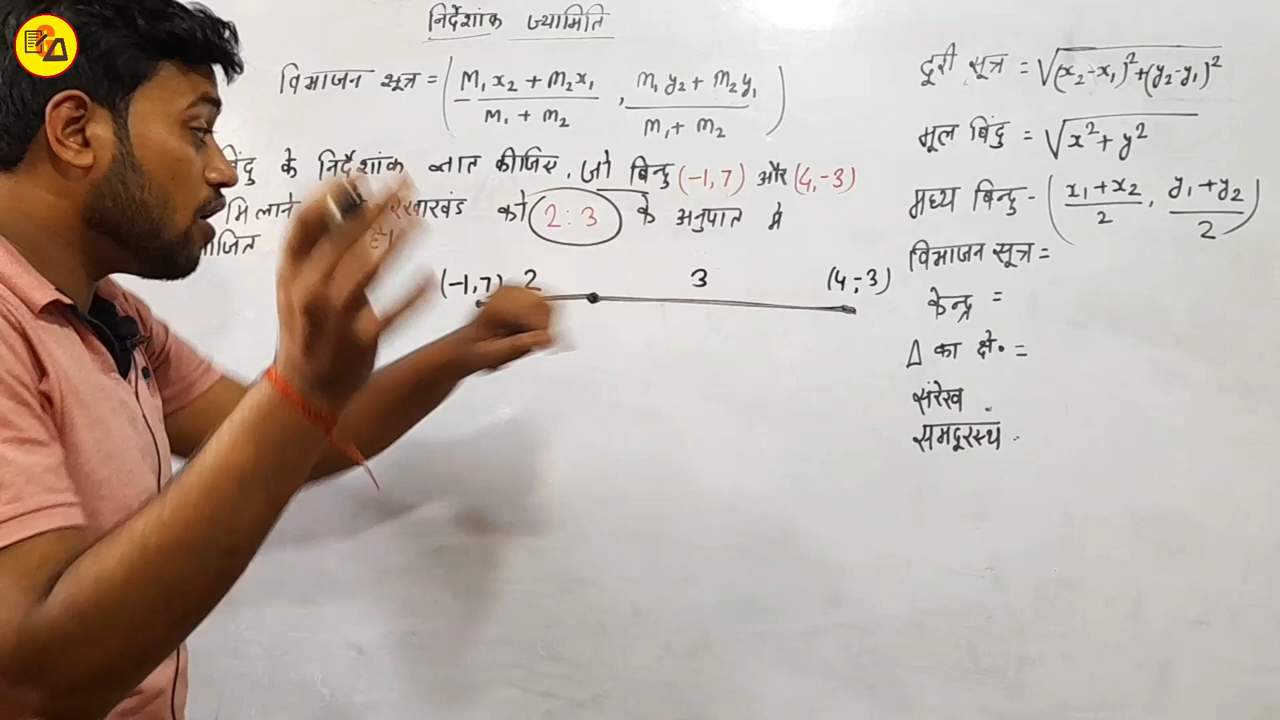 निर्देशांक ज्यामिति
विभाजन सूत्र = (M₁x₂ + M₂x₁ / M₁ + M₂ , M₁y₂ + M₂y₁ / M₁ + M₂)
के निर्देशांक ज्ञात कीजिए, जो बिन्दु (-1, 7) और (4, -3)
मिलाने को 2:3 के अनुपात मे
(-1, 7) 2 3 (4, -3)
दूरी सूत्र = √(x₂-x₁)²+(y₂-y₁)²
मूल बिंदु = √x²+y²
मध्य बिन्दु - (x₁+x₂ / 2 , y₁+y₂ / 2)
विभाजन सूत्र =
केन्द्र =
Δ का क्षे॰ =
संरेख
समदूरस्थ